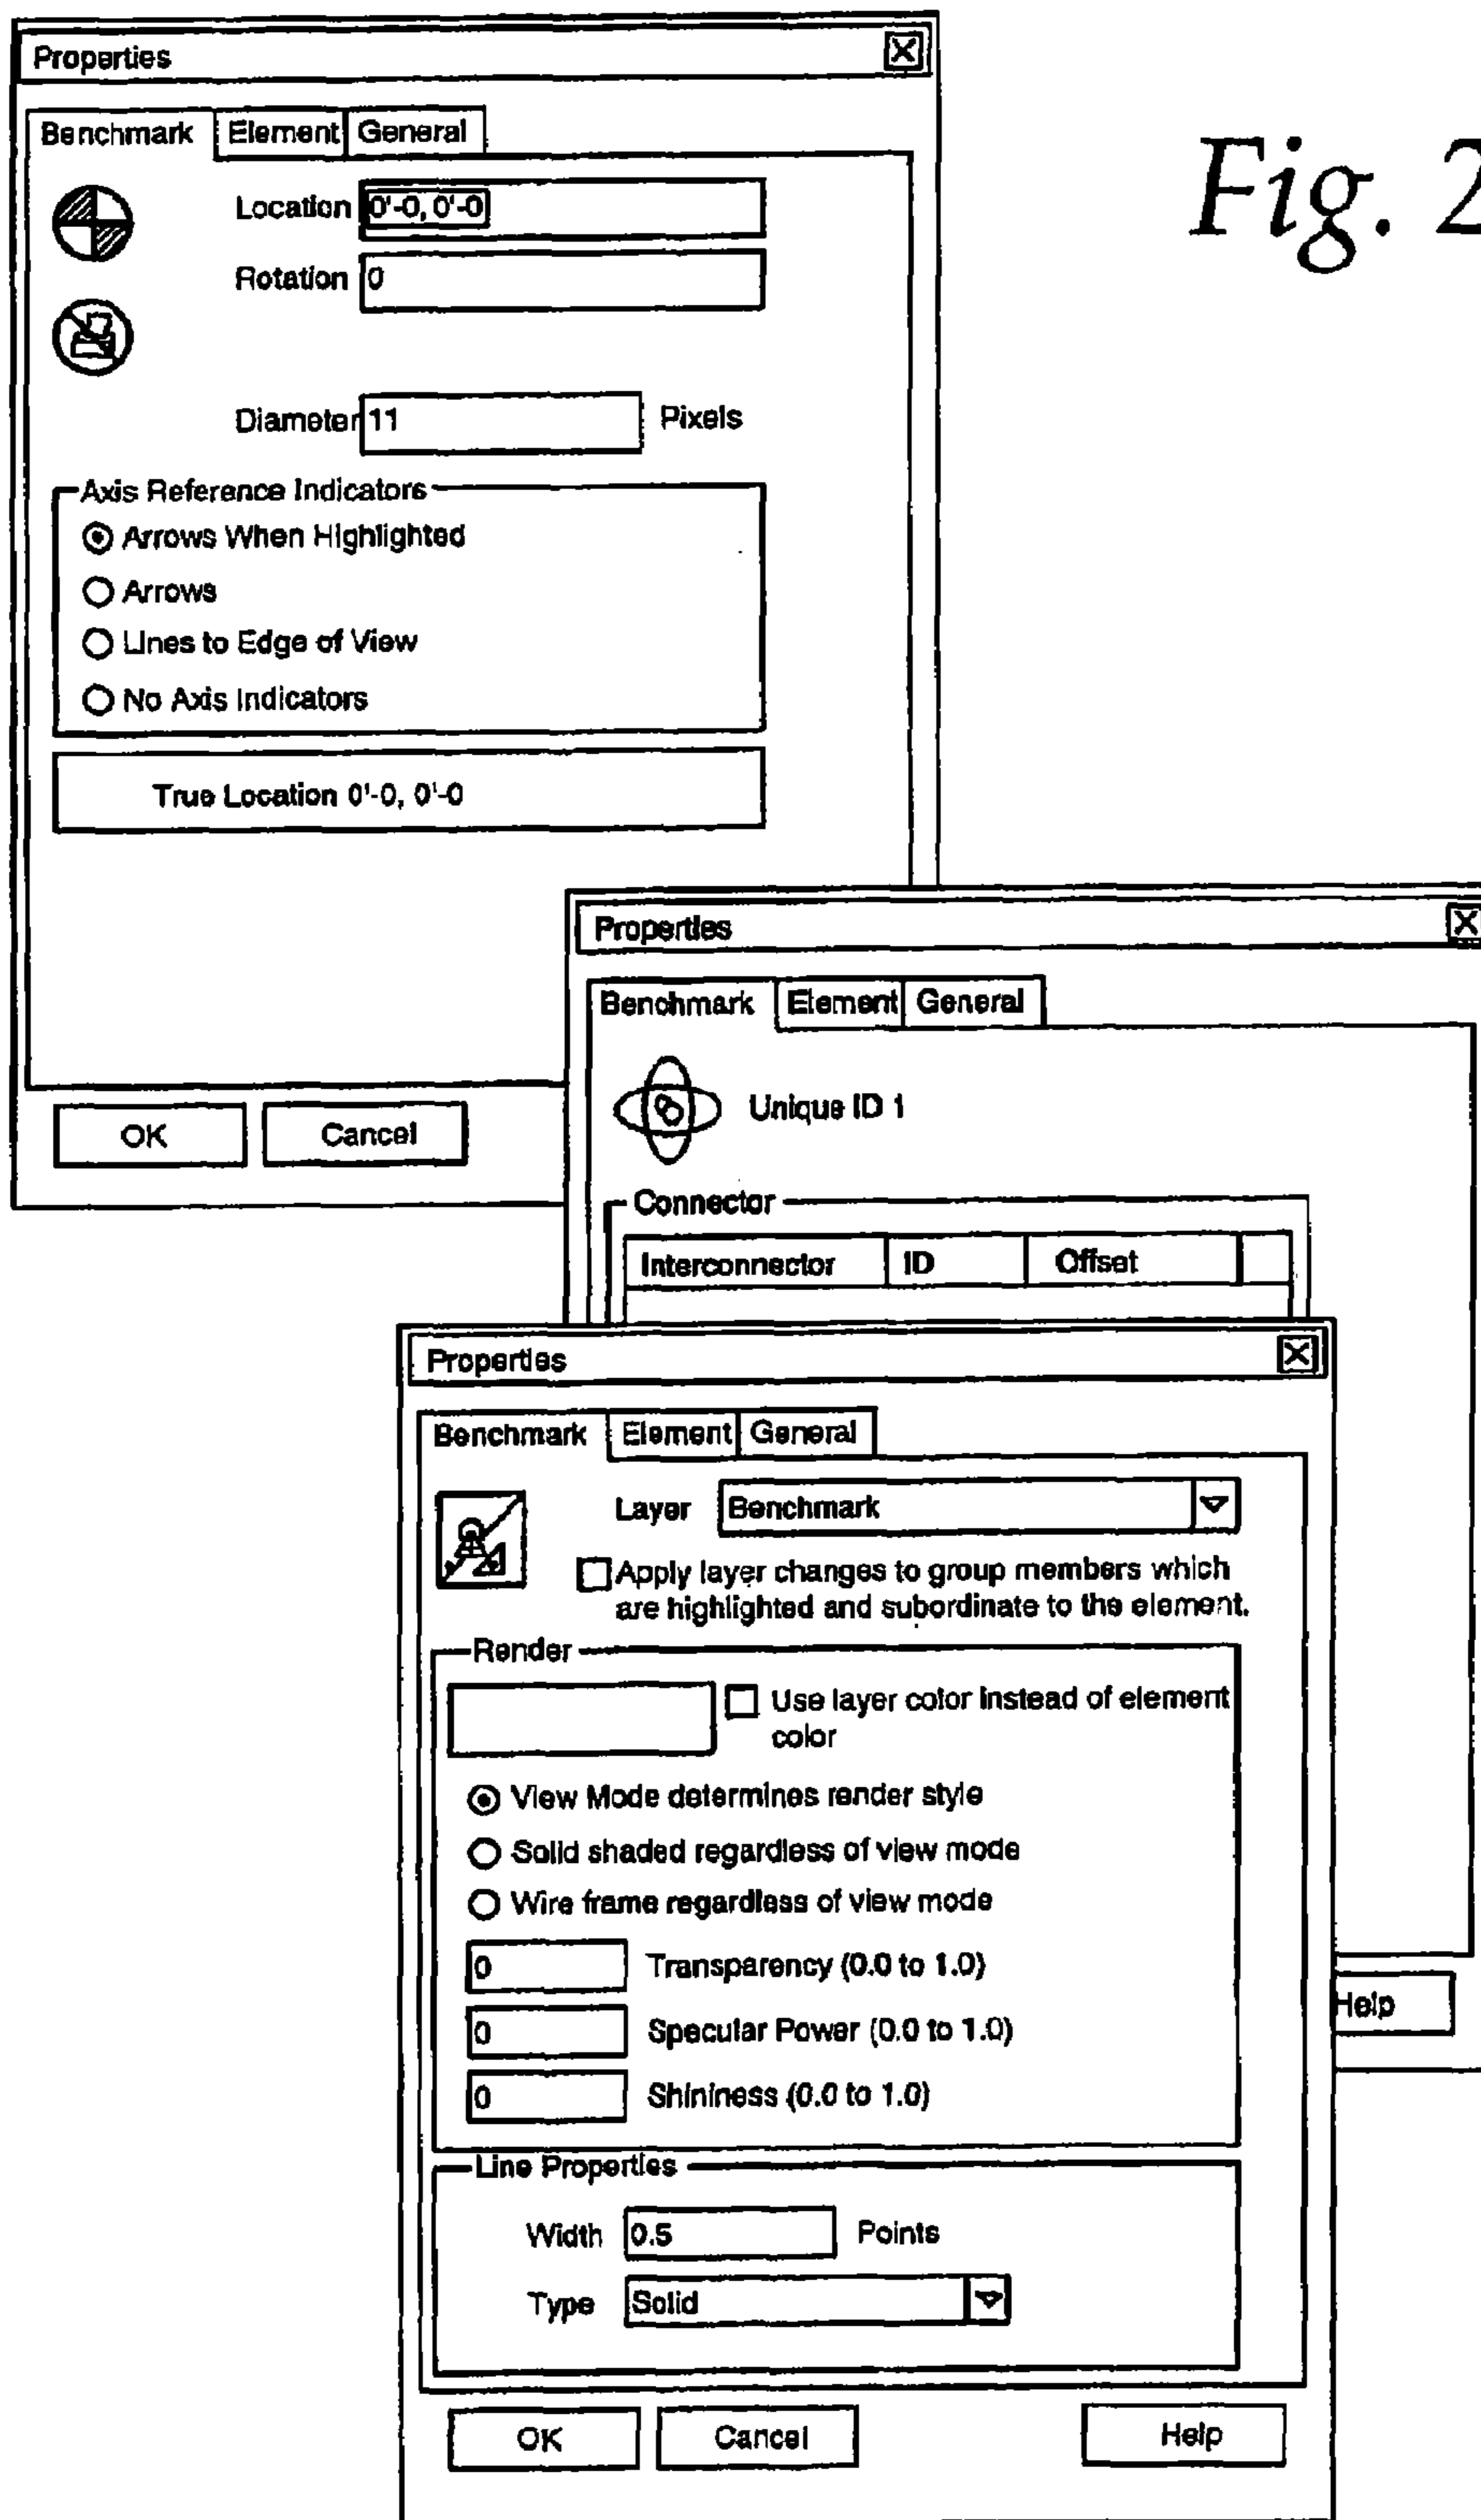 Properties
Benchmark Element General
Fig. 2
Location 0'-0, 0'-0
Rotation 0
Diameter 11 Pixels
Axis Reference Indicators
Arrows When Highlighted
Arrows
Lines to Edge of View
No Axis Indicators
True Location 0'-0, 0'-0
OK Cancel
Properties
Benchmark Element General
Unique ID 1
Connector
Interconnector ID Offset
Help
Properties
Benchmark Element General
Layer Benchmark
Apply layer changes to group members which
are highlighted and subordinate to the element.
Render
Use layer color instead of element
color
View Mode determines render style
Solid shaded regardless of view mode
Wire frame regardless of view mode
0 Transparency (0.0 to 1.0)
0 Specular Power (0.0 to 1.0)
0 Shininess (0.0 to 1.0)
Line Properties
Width 0.5 Points
Type Solid
OK Cancel Help